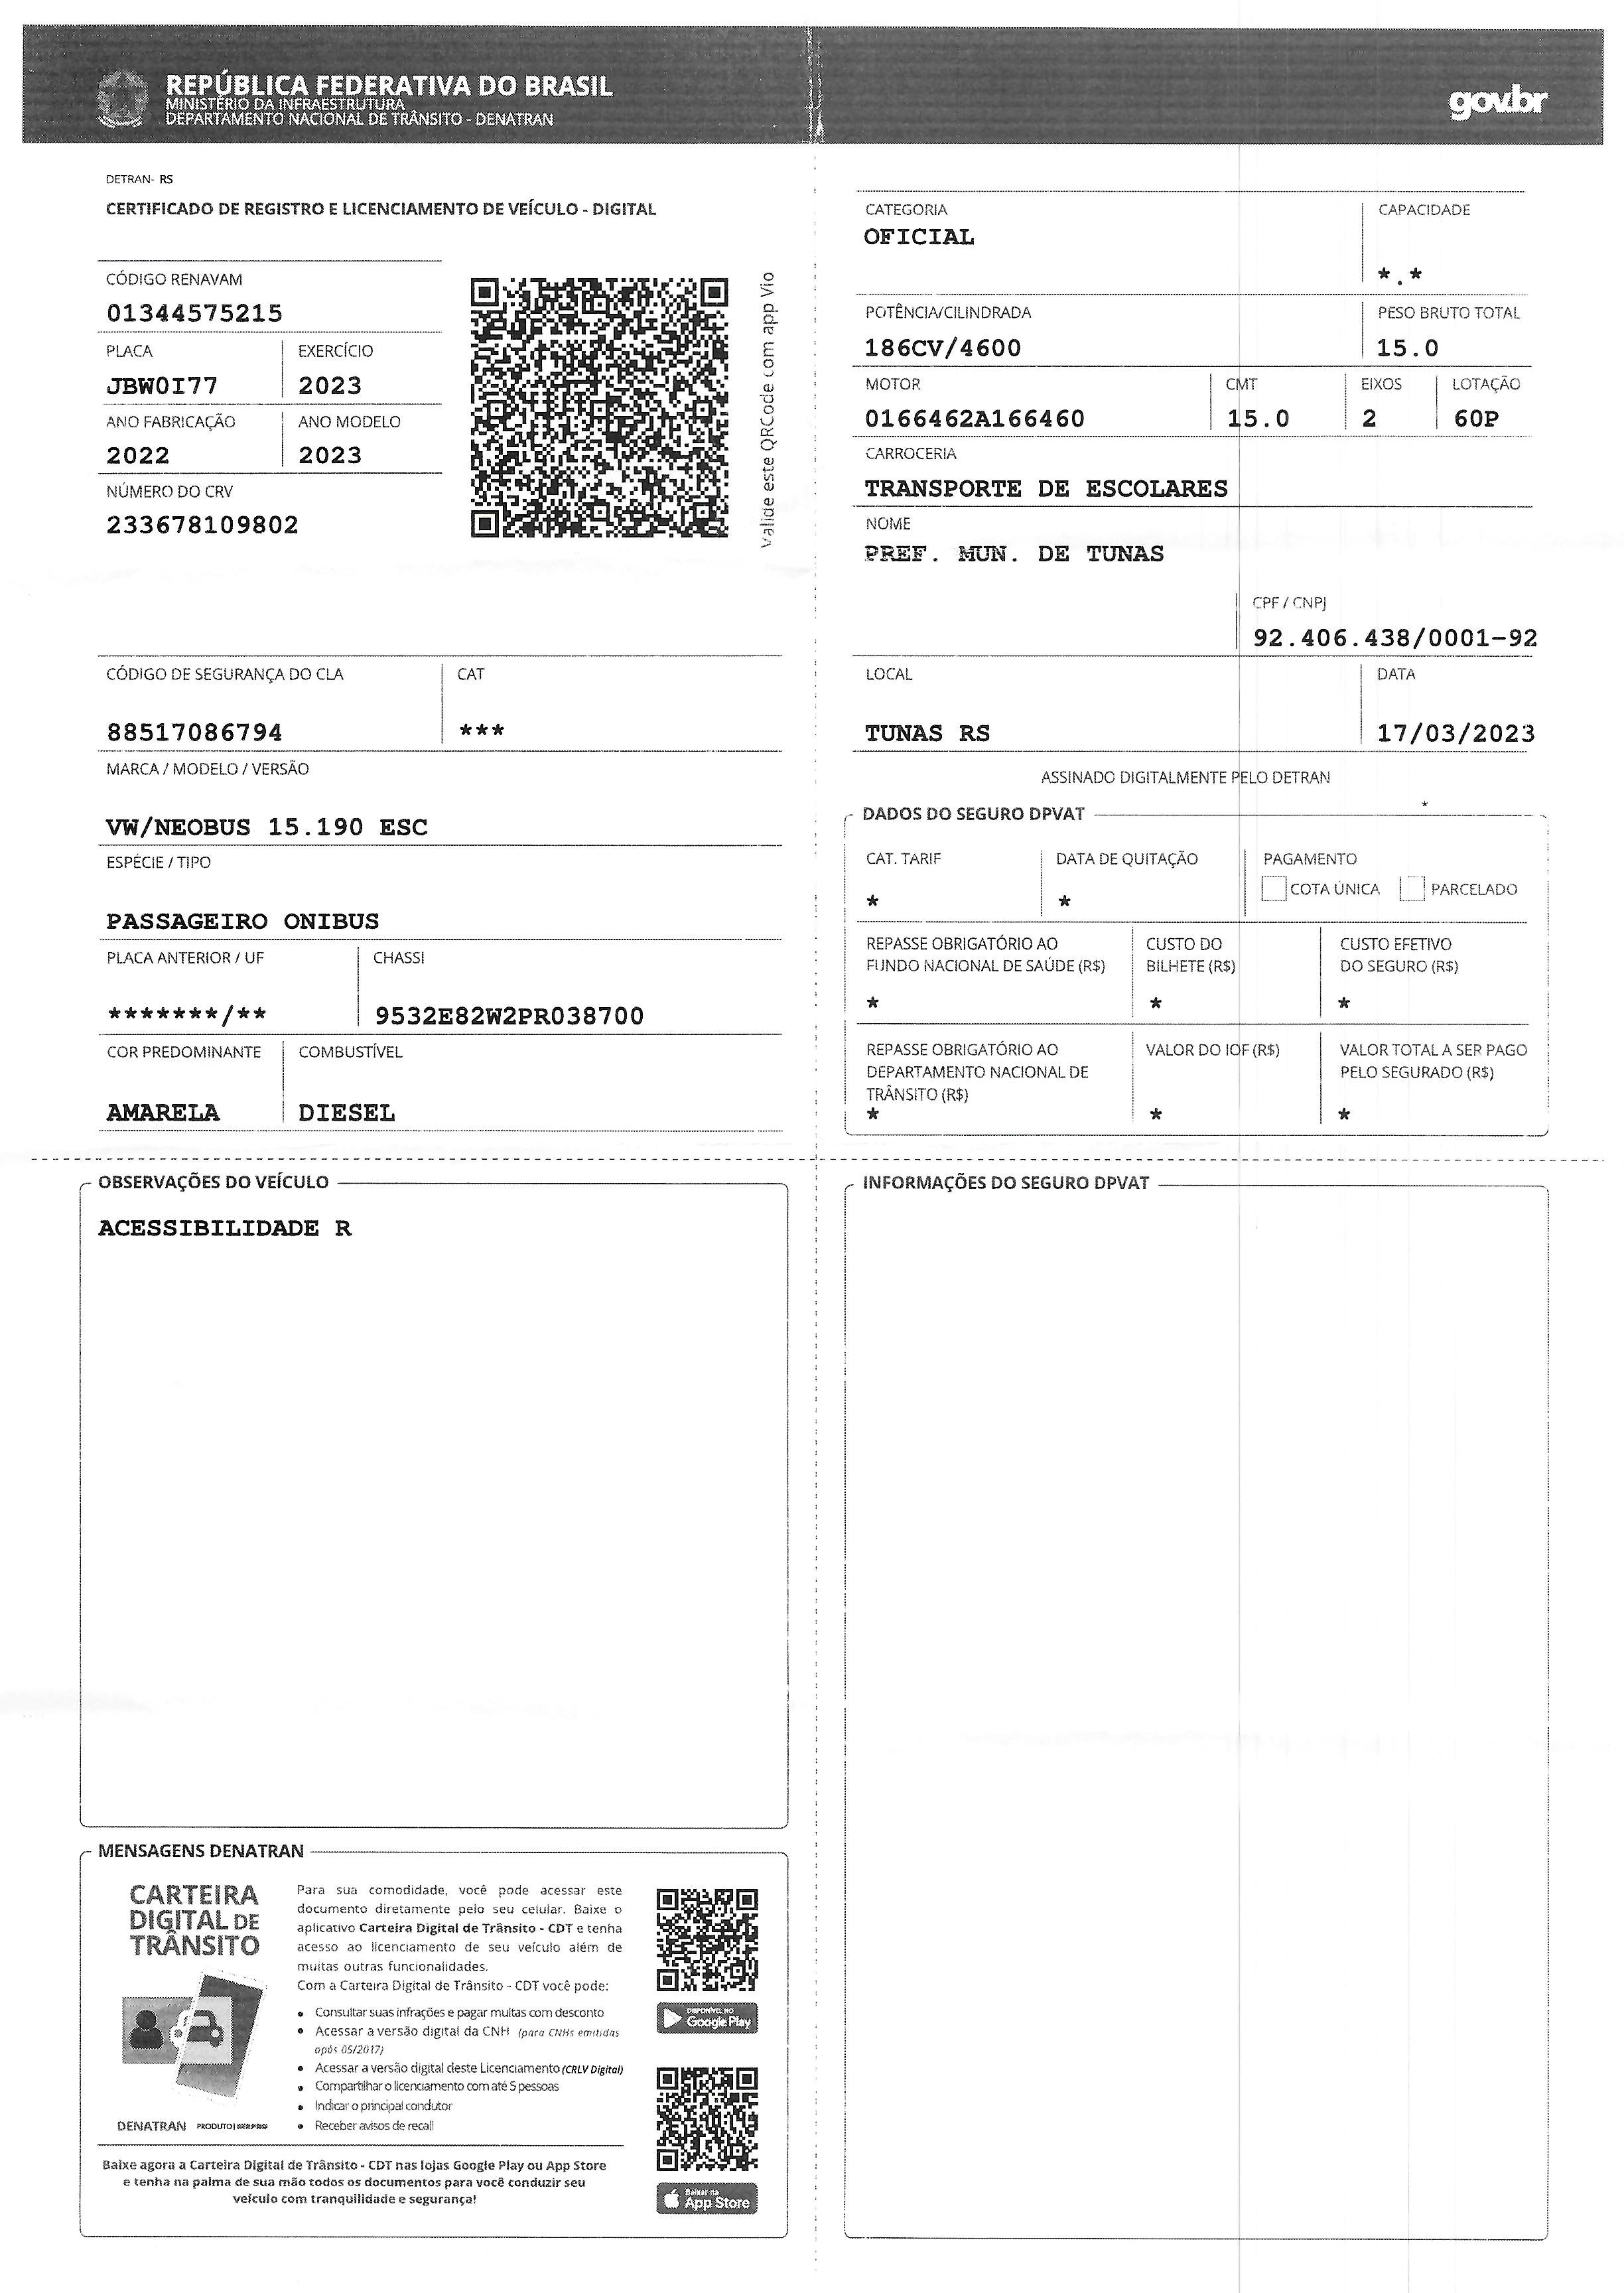 REPÚBLICA FEDERATIVA DO BRASIL
MINISTÉRIO DA INFRAESTRUTURA
DEPARTAMENTO NACIONAL DE TRÂNSITO - DENATRAN
gov.br
DETRAN- RS
CERTIFICADO DE REGISTRO E LICENCIAMENTO DE VEÍCULO - DIGITAL
CÓDIGO RENAVAM
01344575215
PLACA EXERCÍCIO
JBW0I77 2023
ANO FABRICAÇÃO ANO MODELO
2022 2023
NÚMERO DO CRV
233678109802
Valide este QRCode com app Vio
CÓDIGO DE SEGURANÇA DO CLA CAT
88517086794 ***
MARCA / MODELO / VERSÃO
VW/NEOBUS 15.190 ESC
ESPÉCIE / TIPO
PASSAGEIRO ONIBUS
PLACA ANTERIOR / UF CHASSI
*******/** 9532E82W2PR038700
COR PREDOMINANTE COMBUSTÍVEL
AMARELA DIESEL
CATEGORIA CAPACIDADE
OFICIAL
*.*
POTÊNCIA/CILINDRADA PESO BRUTO TOTAL
186CV/4600 15.0
MOTOR CMT EIXOS LOTAÇÃO
0166462A166460 15.0 2 60P
CARROCERIA
TRANSPORTE DE ESCOLARES
NOME
PREF. MUN. DE TUNAS
CPF / CNPJ
92.406.438/0001-92
LOCAL DATA
TUNAS RS 17/03/2023
ASSINADO DIGITALMENTE PELO DETRAN
DADOS DO SEGURO DPVAT
*
CAT. TARIF DATA DE QUITAÇÃO PAGAMENTO
* * COTA ÚNICA PARCELADO
REPASSE OBRIGATÓRIO AO CUSTO DO CUSTO EFETIVO
FUNDO NACIONAL DE SAÚDE (R$) BILHETE (R$) DO SEGURO (R$)
* * *
REPASSE OBRIGATÓRIO AO VALOR DO IOF (R$) VALOR TOTAL A SER PAGO
DEPARTAMENTO NACIONAL DE PELO SEGURADO (R$)
TRÂNSITO (R$)
* * *
OBSERVAÇÕES DO VEÍCULO
ACESSIBILIDADE R
INFORMAÇÕES DO SEGURO DPVAT
MENSAGENS DENATRAN
CARTEIRA
DIGITAL DE
TRÂNSITO
DENATRAN PRODUTO | SERPRO
Para sua comodidade, você pode acessar este
documento diretamente pelo seu celular. Baixe o
aplicativo Carteira Digital de Trânsito - CDT e tenha
acesso ao licenciamento de seu veículo além de
muitas outras funcionalidades.
Com a Carteira Digital de Trânsito - CDT você pode:
• Consultar suas infrações e pagar multas com desconto
• Acessar a versão digital da CNH (para CNHs emitidas
após 05/2017)
• Acessar a versão digital deste Licenciamento (CRLV Digital)
• Compartilhar o licenciamento com até 5 pessoas
• Indicar o principal condutor
• Receber avisos de recall
DISPONÍVEL NO
Google Play
Baixar na
App Store
Baixe agora a Carteira Digital de Trânsito - CDT nas lojas Google Play ou App Store
e tenha na palma de sua mão todos os documentos para você conduzir seu
veículo com tranquilidade e segurança!